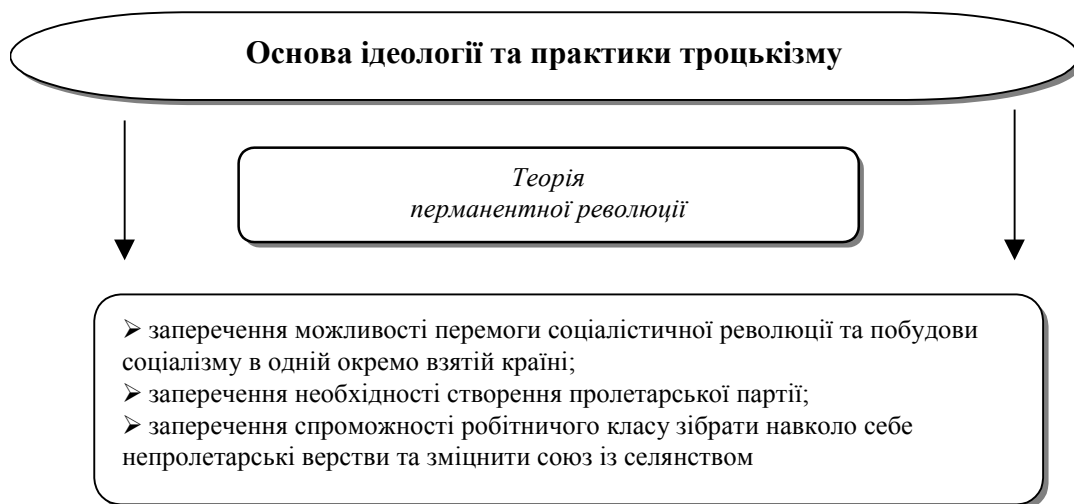 Основа ідеології та практики троцькізму
Теорія
перманентної революції
➢ заперечення можливості перемоги соціалістичної революції та побудови
соціалізму в одній окремо взятій країні;
➢ заперечення необхідності створення пролетарської партії;
➢ заперечення спроможності робітничого класу зібрати навколо себе
непролетарські верстви та зміцнити союз із селянством